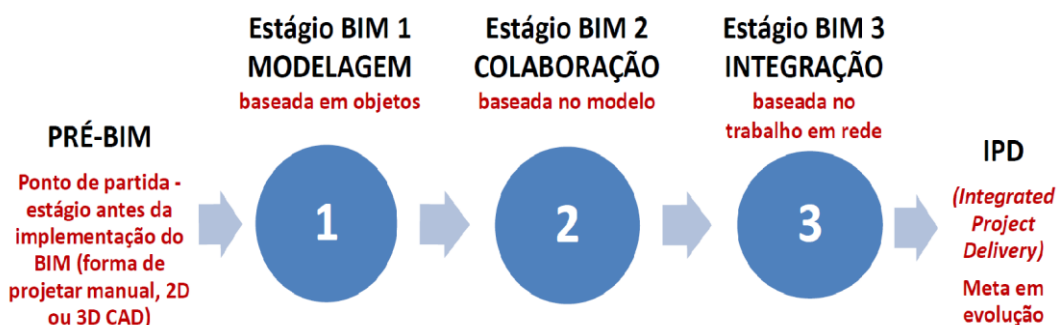 PRÉ-BIM
Ponto de partida -
estágio antes da
implementação do
BIM (forma de
projetar manual, 2D
ou 3D CAD)
Estágio BIM 1
MODELAGEM
baseada em objetos
1
Estágio BIM 2
COLABORAÇÃO
baseada no modelo
2
Estágio BIM 3
INTEGRAÇÃO
baseada no
trabalho em rede
3
IPD
(Integrated
Project
Delivery)
Meta em
evolução